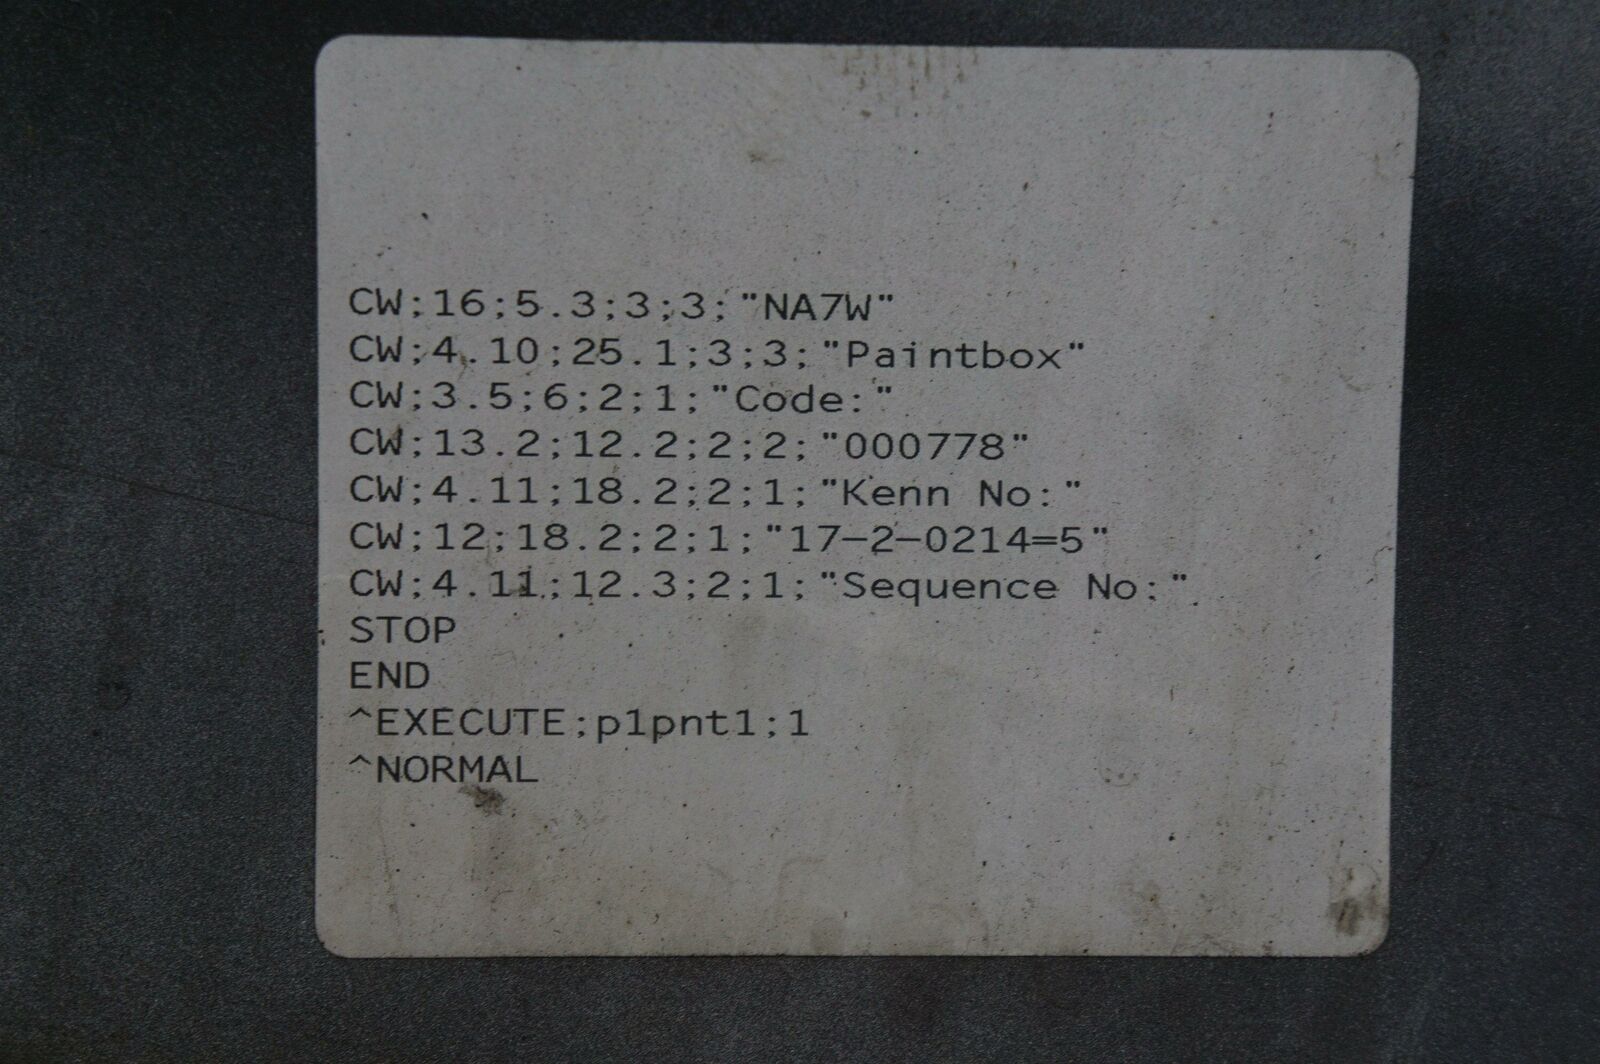 CW;16;5.3;3;3;"NA7W"
CW;4.10;25.1;3;3;"Paintbox"
CW;3.5;6;2;1;"Code:"
CW;13.2;12.2;2;2;"000778"
CW;4.11;18.2;2;1;"Kenn No:"
CW;12;18.2;2;1;"17-2-0214=5"
CW;4.11;12.3;2;1;"Sequence No:"
STOP
END
^EXECUTE;p1pnt1;1
^NORMAL